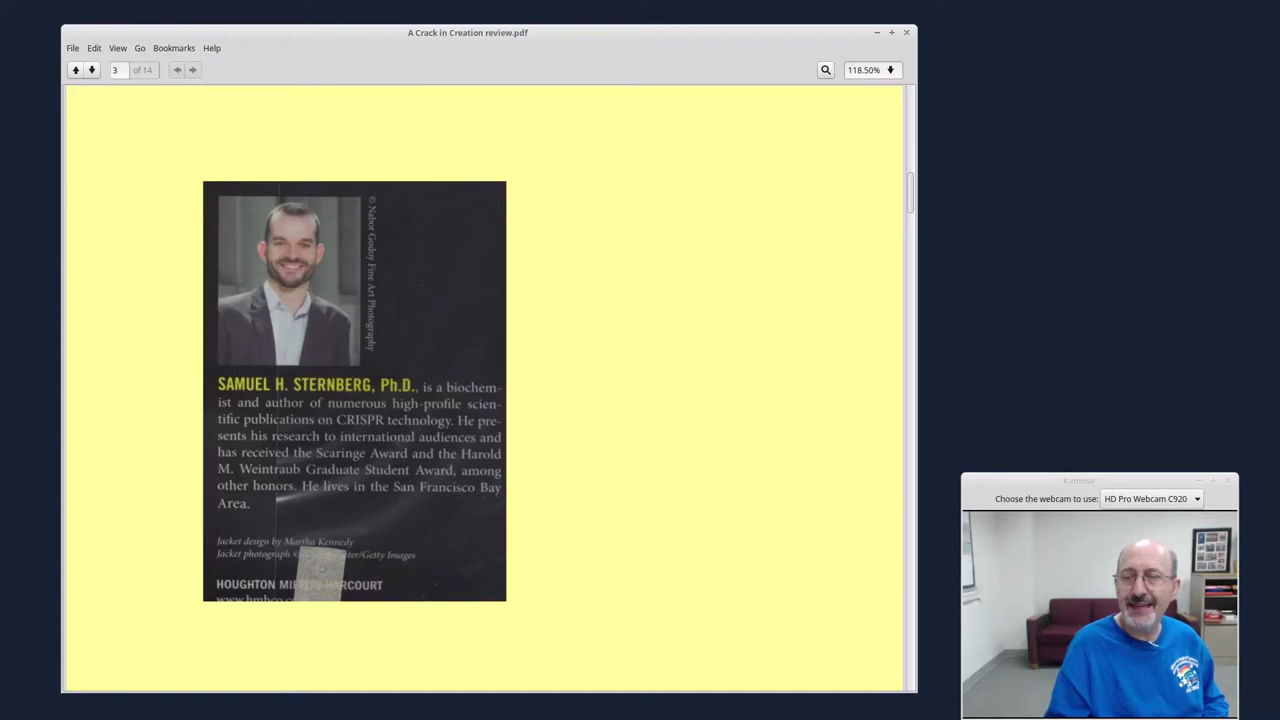 A Crack in Creation review.pdf
File Edit View Go Bookmarks Help
3 of 14
118.50%
© Nabor Godoy Fine Art Photography
SAMUEL H. STERNBERG, Ph.D., is a biochem-
ist and author of numerous high-profile scien-
tific publications on CRISPR technology. He pre-
sents his research to international audiences and
has received the Scaringe Award and the Harold
M. Weintraub Graduate Student Award, among
other honors. He lives in the San Francisco Bay
Area.
Jacket design by Martha Kennedy
Jacket photograph © /Getty Images
HOUGHTON MIFFLIN HARCOURT
Kamoso
Choose the webcam to use: HD Pro Webcam C920